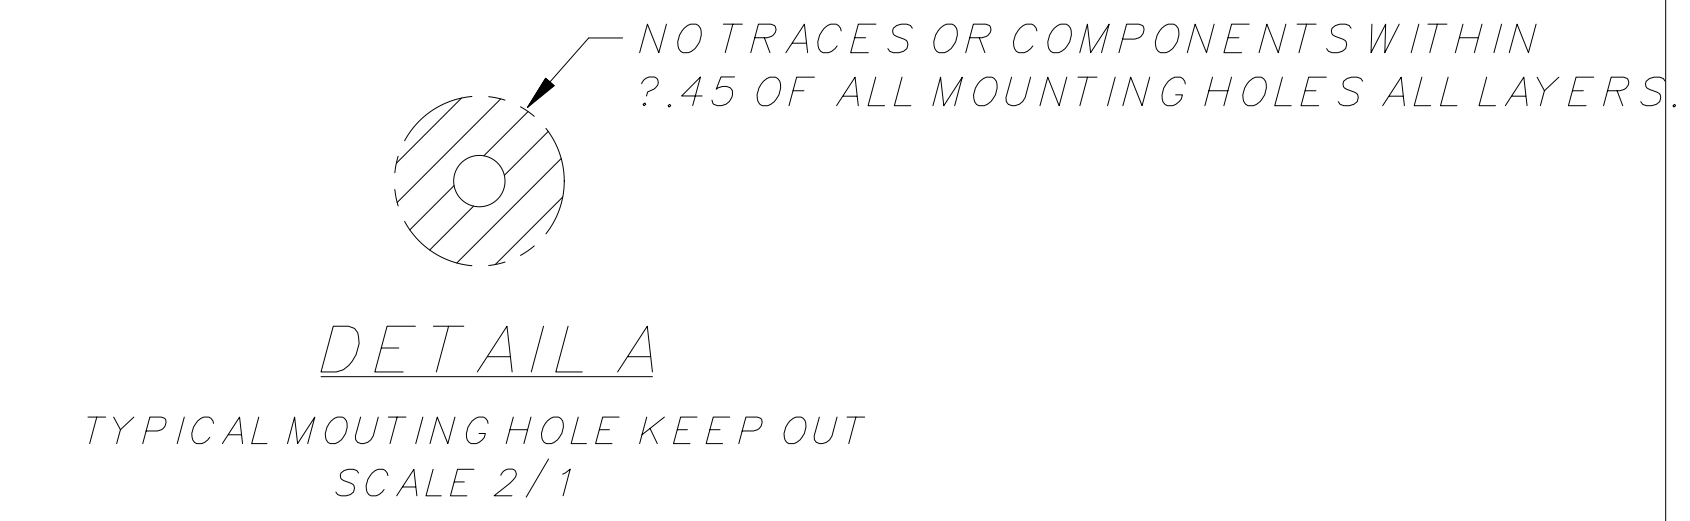 NO TRACES OR COMPONENTS WITHIN
?.45 OF ALL MOUNTING HOLES ALL LAYERS.
DETAIL A
TYPICAL MOUTING HOLE KEEP OUT
SCALE 2/1